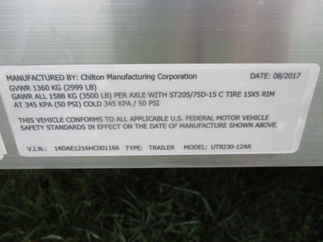 MANUFACTURED BY: Chilton Manufacturing Corporation DATE: 08/2017
GVWR 1360 KG (2999 LB)
GAWR ALL 1588 KG (3500 LB) PER AXLE WITH ST205/75D-15 C TIRE 15X5 RIM
AT 345 KPA (50 PSI) COLD 345 KPA / 50 PSI
THIS VEHICLE CONFORMS TO ALL APPLICABLE U.S. FEDERAL MOTOR VEHICLE
SAFETY STANDARDS IN EFFECT ON THE DATE OF MANUFACTURE SHOWN ABOVE.
V.I.N.: TYPE: TRAILER MODEL: